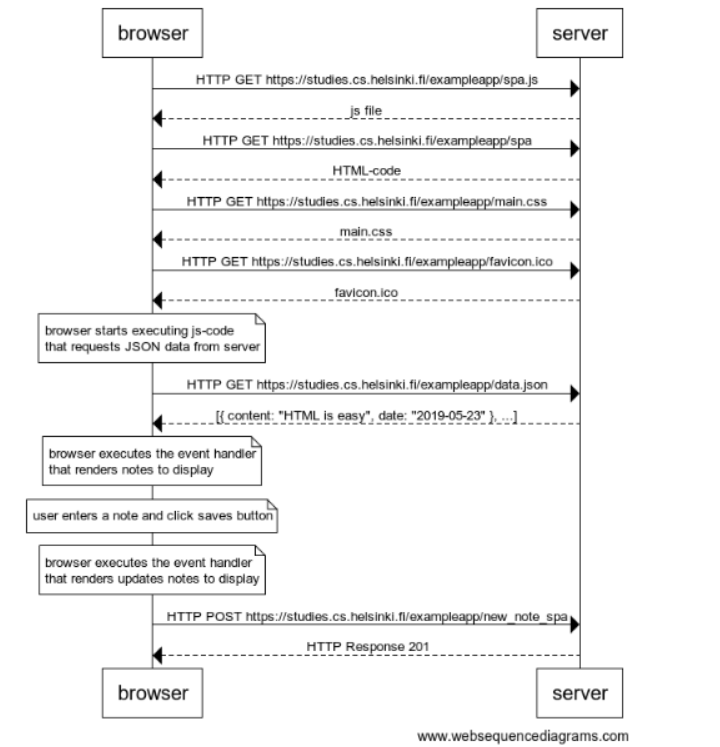 browser
server
HTTP GET https://studies.cs.helsinki.fi/exampleapp/spa.js
js file
HTTP GET https://studies.cs.helsinki.fi/exampleapp/spa
HTML-code
HTTP GET https://studies.cs.helsinki.fi/exampleapp/main.css
main.css
HTTP GET https://studies.cs.helsinki.fi/exampleapp/favicon.ico
favicon.ico
browser starts executing js-code
that requests JSON data from server
HTTP GET https://studies.cs.helsinki.fi/exampleapp/data.json
[{ content: "HTML is easy", date: "2019-05-23" }, ...]
browser executes the event handler
that renders notes to display
user enters a note and click saves button
browser executes the event handler
that renders updates notes to display
HTTP POST https://studies.cs.helsinki.fi/exampleapp/new_note_spa
HTTP Response 201
browser
server
www.websequencediagrams.com